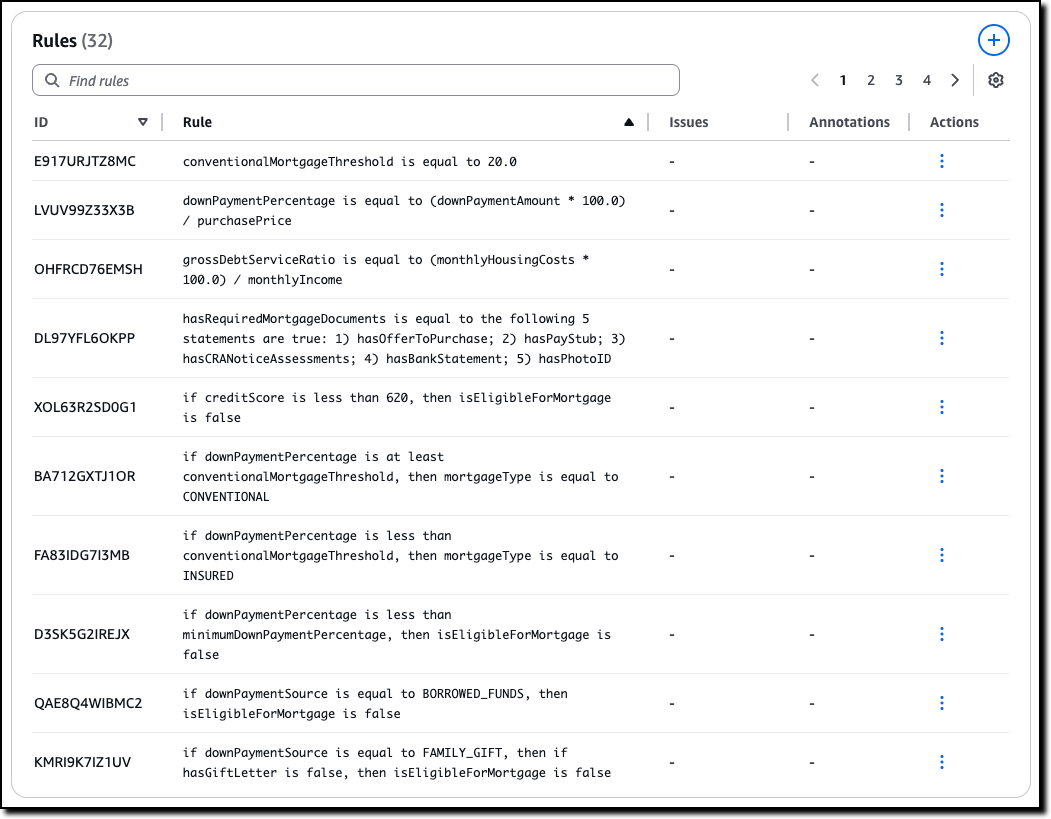 Rules (32)
Find rules
1 2 3 4
ID Rule Issues Annotations Actions
E917URJTZ8MC conventionalMortgageThreshold is equal to 20.0 - -
LVUV99Z33X3B downPaymentPercentage is equal to (downPaymentAmount * 100.0)
/ purchasePrice - -
OHFRCD76EMSH grossDebtServiceRatio is equal to (monthlyHousingCosts *
100.0) / monthlyIncome - -
hasRequiredMortgageDocuments is equal to the following 5
DL97YFL6OKPP statements are true: 1) hasOfferToPurchase; 2) hasPayStub; 3) - -
hasCRANoticeAssessments; 4) hasBankStatement; 5) hasPhotoID
XOL63R2SD0G1 if creditScore is less than 620, then isEligibleForMortgage
is false - -
if downPaymentPercentage is at least
BA712GXTJ1OR conventionalMortgageThreshold, then mortgageType is equal to - -
CONVENTIONAL
if downPaymentPercentage is less than
FA83IDG7I3MB conventionalMortgageThreshold, then mortgageType is equal to - -
INSURED
if downPaymentPercentage is less than
D3SK5G2IREJX minimumDownPaymentPercentage, then isEligibleForMortgage is - -
false
QAE8Q4WIBMC2 if downPaymentSource is equal to BORROWED_FUNDS, then
isEligibleForMortgage is false - -
KMRI9K7IZ1UV if downPaymentSource is equal to FAMILY_GIFT, then if
hasGiftLetter is false, then isEligibleForMortgage is false - -